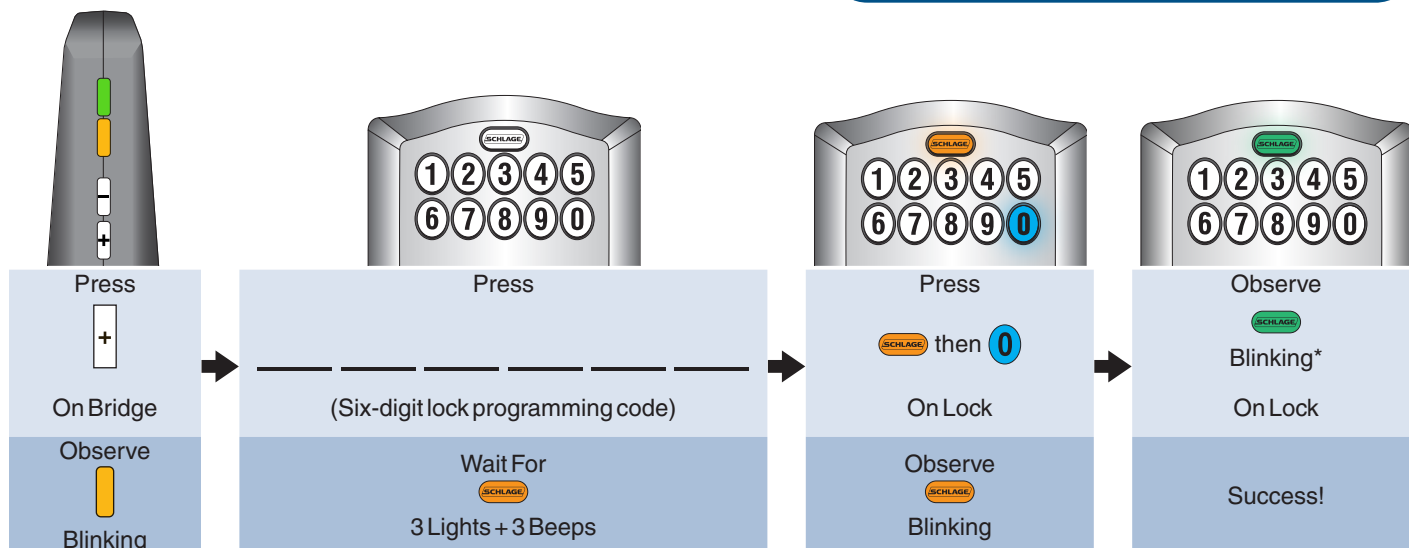 −
+
SCHLAGE
1 2 3 4 5
6 7 8 9 0
SCHLAGE
1 2 3 4 5
6 7 8 9 0
SCHLAGE
1 2 3 4 5
6 7 8 9 0
Press
+
On Bridge
Observe
Blinking
Press
(Six-digit lock programming code)
Wait For
SCHLAGE
3 Lights + 3 Beeps
Press
SCHLAGE then 0
On Lock
Observe
SCHLAGE
Blinking
Observe
SCHLAGE
Blinking*
On Lock
Success!